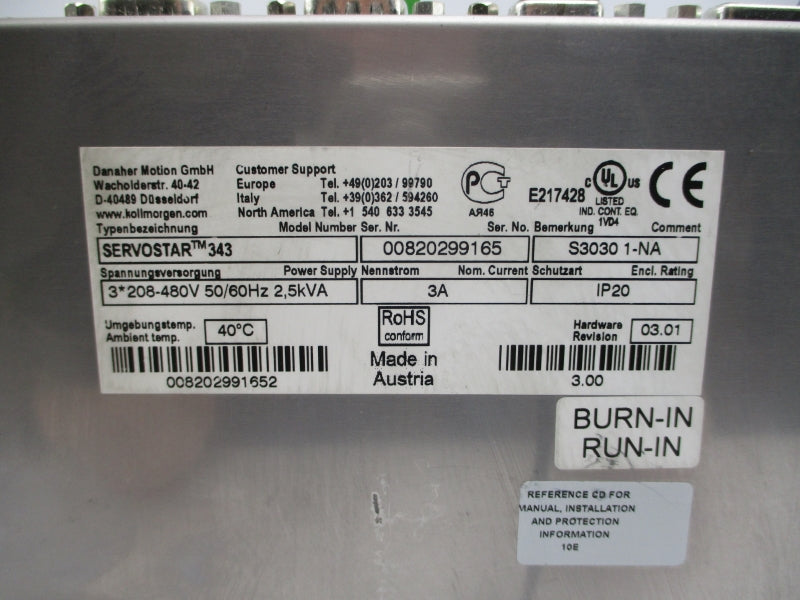 Danaher Motion GmbH
Wacholderstr. 40-42
D-40489 Düsseldorf
www.kollmorgen.com
Customer Support
Europe Tel. +49(0)203 / 99790
Italy Tel. +39(0)362 / 594260
North America Tel. +1 540 633 3545
PCT
АЯ46
E217428
C UL US
LISTED
IND. CONT. EQ.
1VD4
CE
Typenbezeichnung Model Number
SERVOSTAR™ 343
Ser. Nr. Ser. No.
00820299165
Bemerkung Comment
S3030 1-NA
Spannungsversorgung Power Supply
3*208-480V 50/60Hz 2,5kVA
Nennstrom Nom. Current
3A
Schutzart Encl. Rating
IP20
Umgebungstemp.
Ambient temp.
40°C
RoHS
conform
Hardware
Revision
03.01
008202991652
Made in
Austria
3.00
BURN-IN
RUN-IN
REFERENCE CD FOR
MANUAL, INSTALLATION
AND PROTECTION
INFORMATION
10E